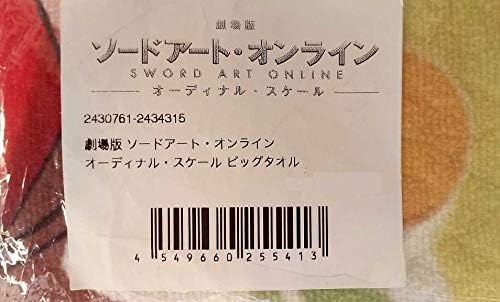 劇場版
ソードアート・オンライン
SWORD ART ONLINE
オーディナル・スケール
2430761-2434315
劇場版 ソードアート・オンライン
オーディナル・スケール ビッグタオル
4 549660 255413